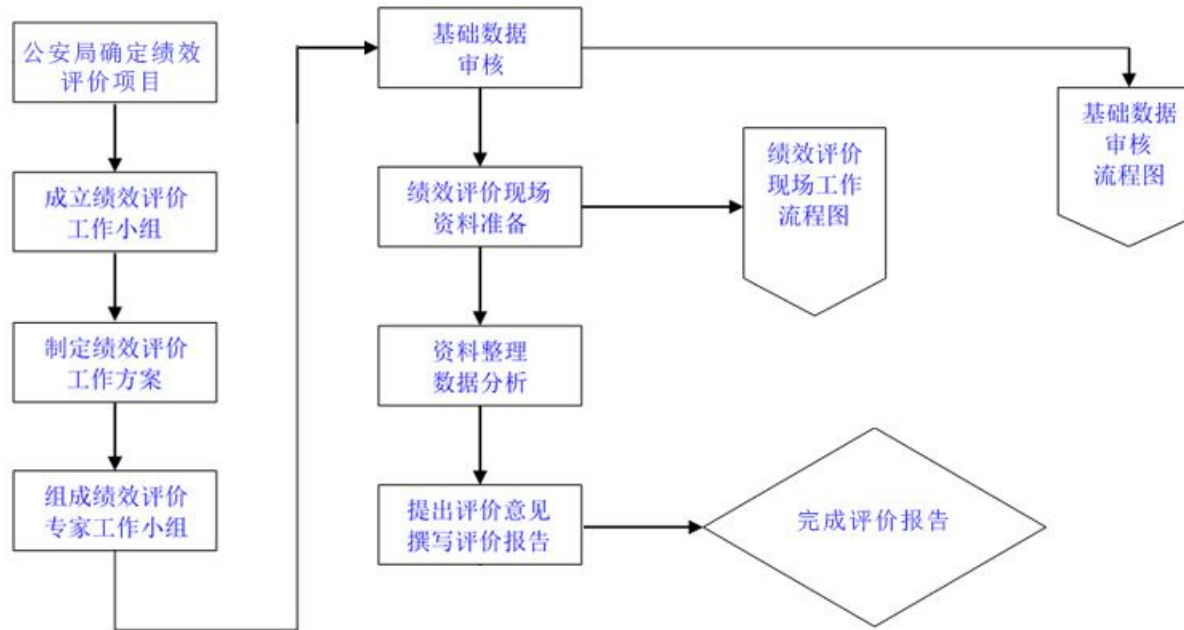 公安局确定绩效
评价项目
成立绩效评价
工作小组
制定绩效评价
工作方案
组成绩效评价
专家工作小组
基础数据
审核
绩效评价现场
资料准备
资料整理
数据分析
提出评价意见
撰写评价报告
绩效评价
现场工作
流程图
基础数据
审核
流程图
完成评价报告